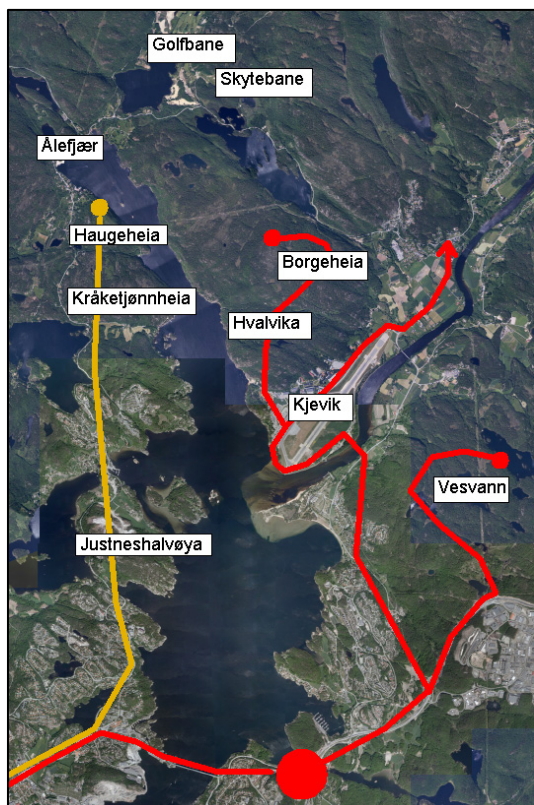 Golfbane
Skytebane
Ålefjær
Haugeheia
Borgeheia
Kråketjønnheia
Hvalvika
Kjevik
Vesvann
Justneshalvøya